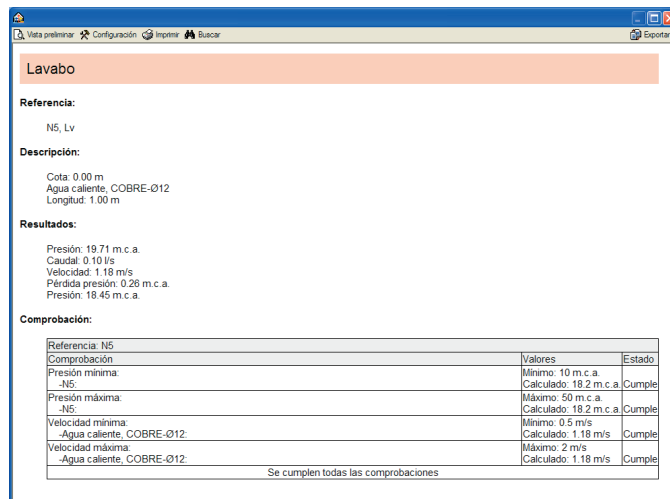 Vista preliminar Configuración Imprimir Buscar Exportar
Lavabo
Referencia:
N5, Lv
Descripción:
Cota: 0.00 m
Agua caliente, COBRE-Ø12
Longitud: 1.00 m
Resultados:
Presión: 19.71 m.c.a.
Caudal: 0.10 l/s
Velocidad: 1.18 m/s
Pérdida presión: 0.26 m.c.a.
Presión: 18.45 m.c.a.
Comprobación:
Referencia: N5
Comprobación Valores Estado
Presión mínima: Mínimo: 10 m.c.a.
-N5: Calculado: 18.2 m.c.a. Cumple
Presión máxima: Máximo: 50 m.c.a.
-N5: Calculado: 18.2 m.c.a. Cumple
Velocidad mínima: Mínimo: 0.5 m/s
-Agua caliente, COBRE-Ø12: Calculado: 1.18 m/s Cumple
Velocidad máxima: Máximo: 2 m/s
-Agua caliente, COBRE-Ø12: Calculado: 1.18 m/s Cumple
Se cumplen todas las comprobaciones